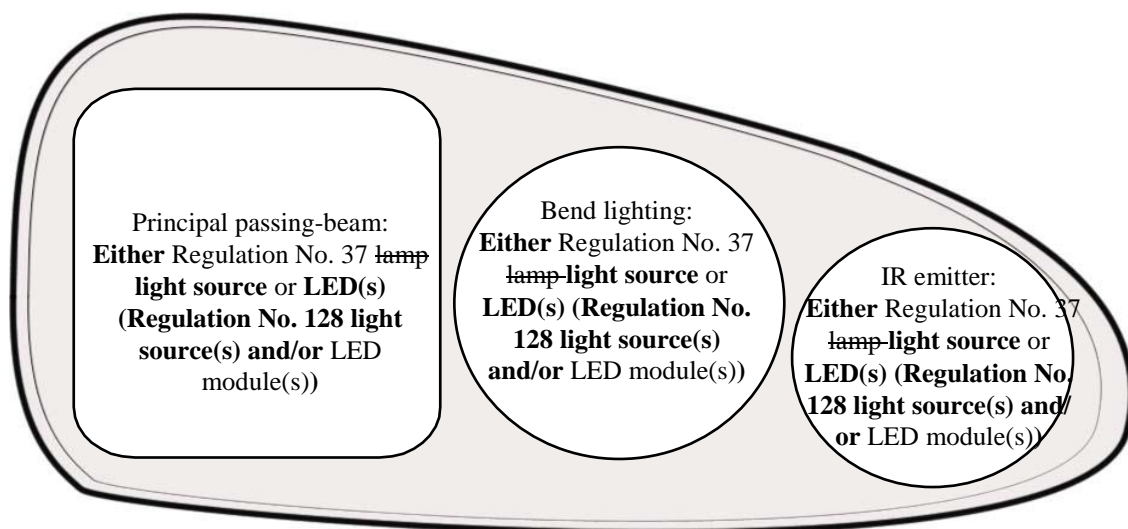 Principal passing-beam:
Either Regulation No. 37 lamp
light source or LED(s)
(Regulation No. 128 light
source(s) and/or LED
module(s))
Bend lighting:
Either Regulation No. 37
lamp light source or
LED(s) (Regulation No.
128 light source(s)
and/or LED module(s))
IR emitter:
Either Regulation No. 37
lamp light source or
LED(s) (Regulation No.
128 light source(s) and/
or LED module(s))